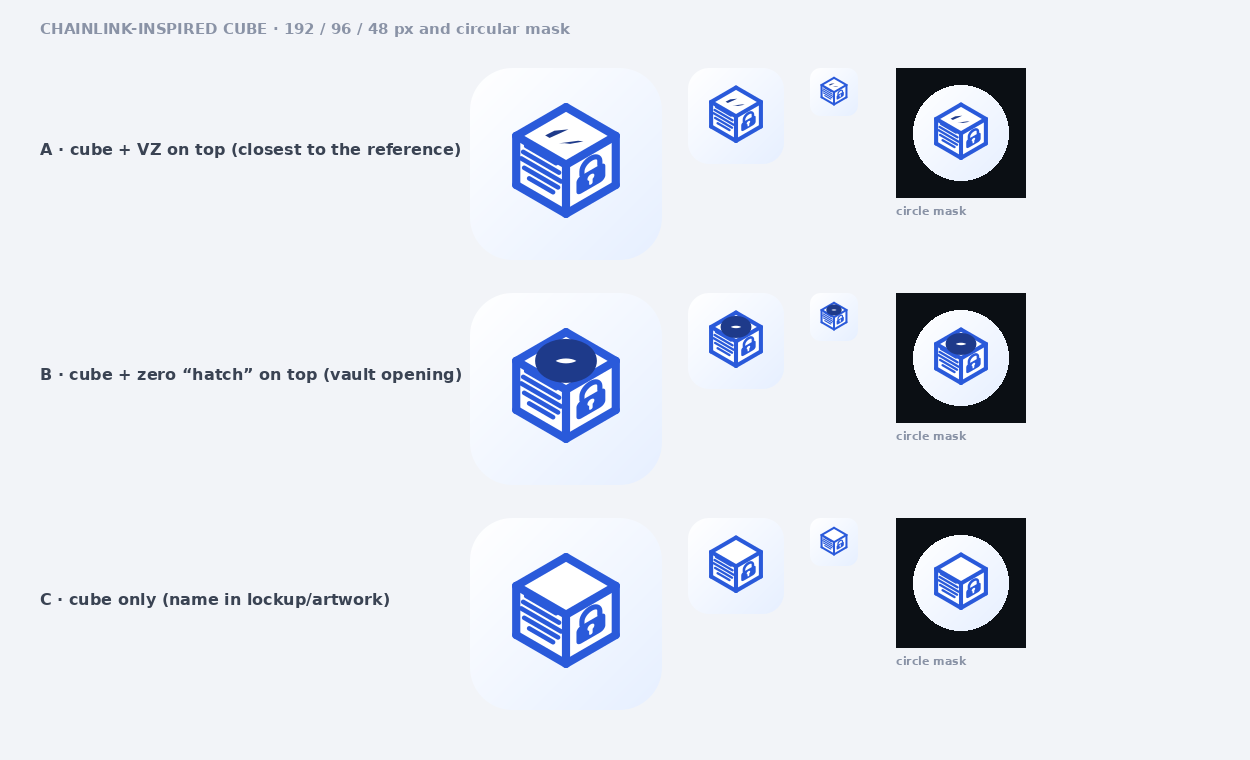 CHAINLINK-INSPIRED CUBE · 192 / 96 / 48 px and circular mask
A · cube + VZ on top (closest to the reference)
circle mask
B · cube + zero “hatch” on top (vault opening)
circle mask
C · cube only (name in lockup/artwork)
circle mask